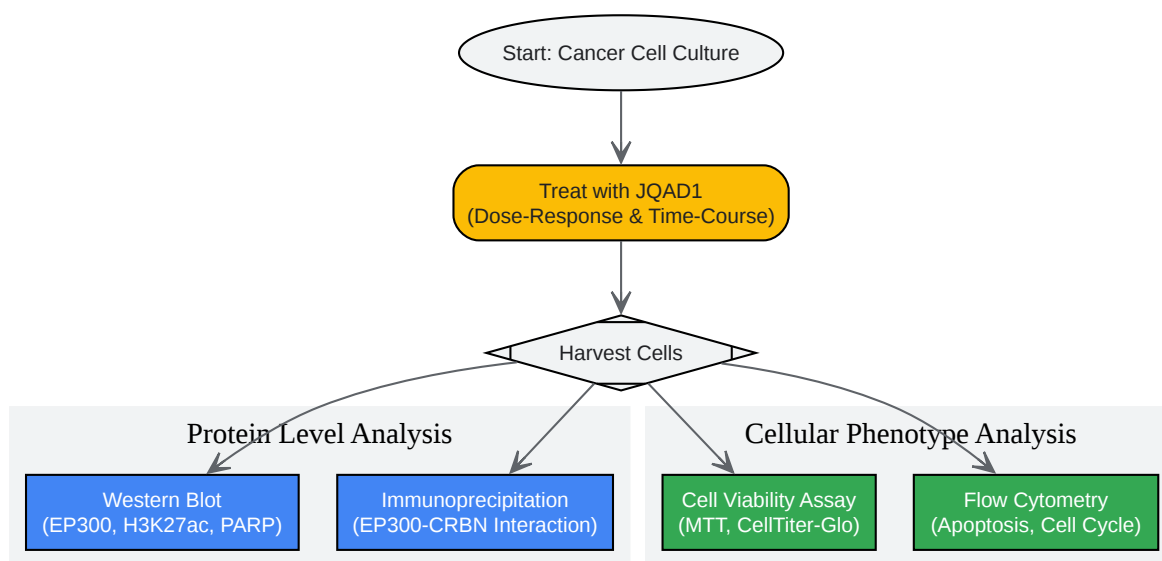 Start: Cancer Cell Culture
Treat with JQAD1
(Dose-Response & Time-Course)
Harvest Cells
Protein Level Analysis
Cellular Phenotype Analysis
Western Blot
(EP300, H3K27ac, PARP)
Immunoprecipitation
(EP300-CRBN Interaction)
Cell Viability Assay
(MTT, CellTiter-Glo)
Flow Cytometry
(Apoptosis, Cell Cycle)